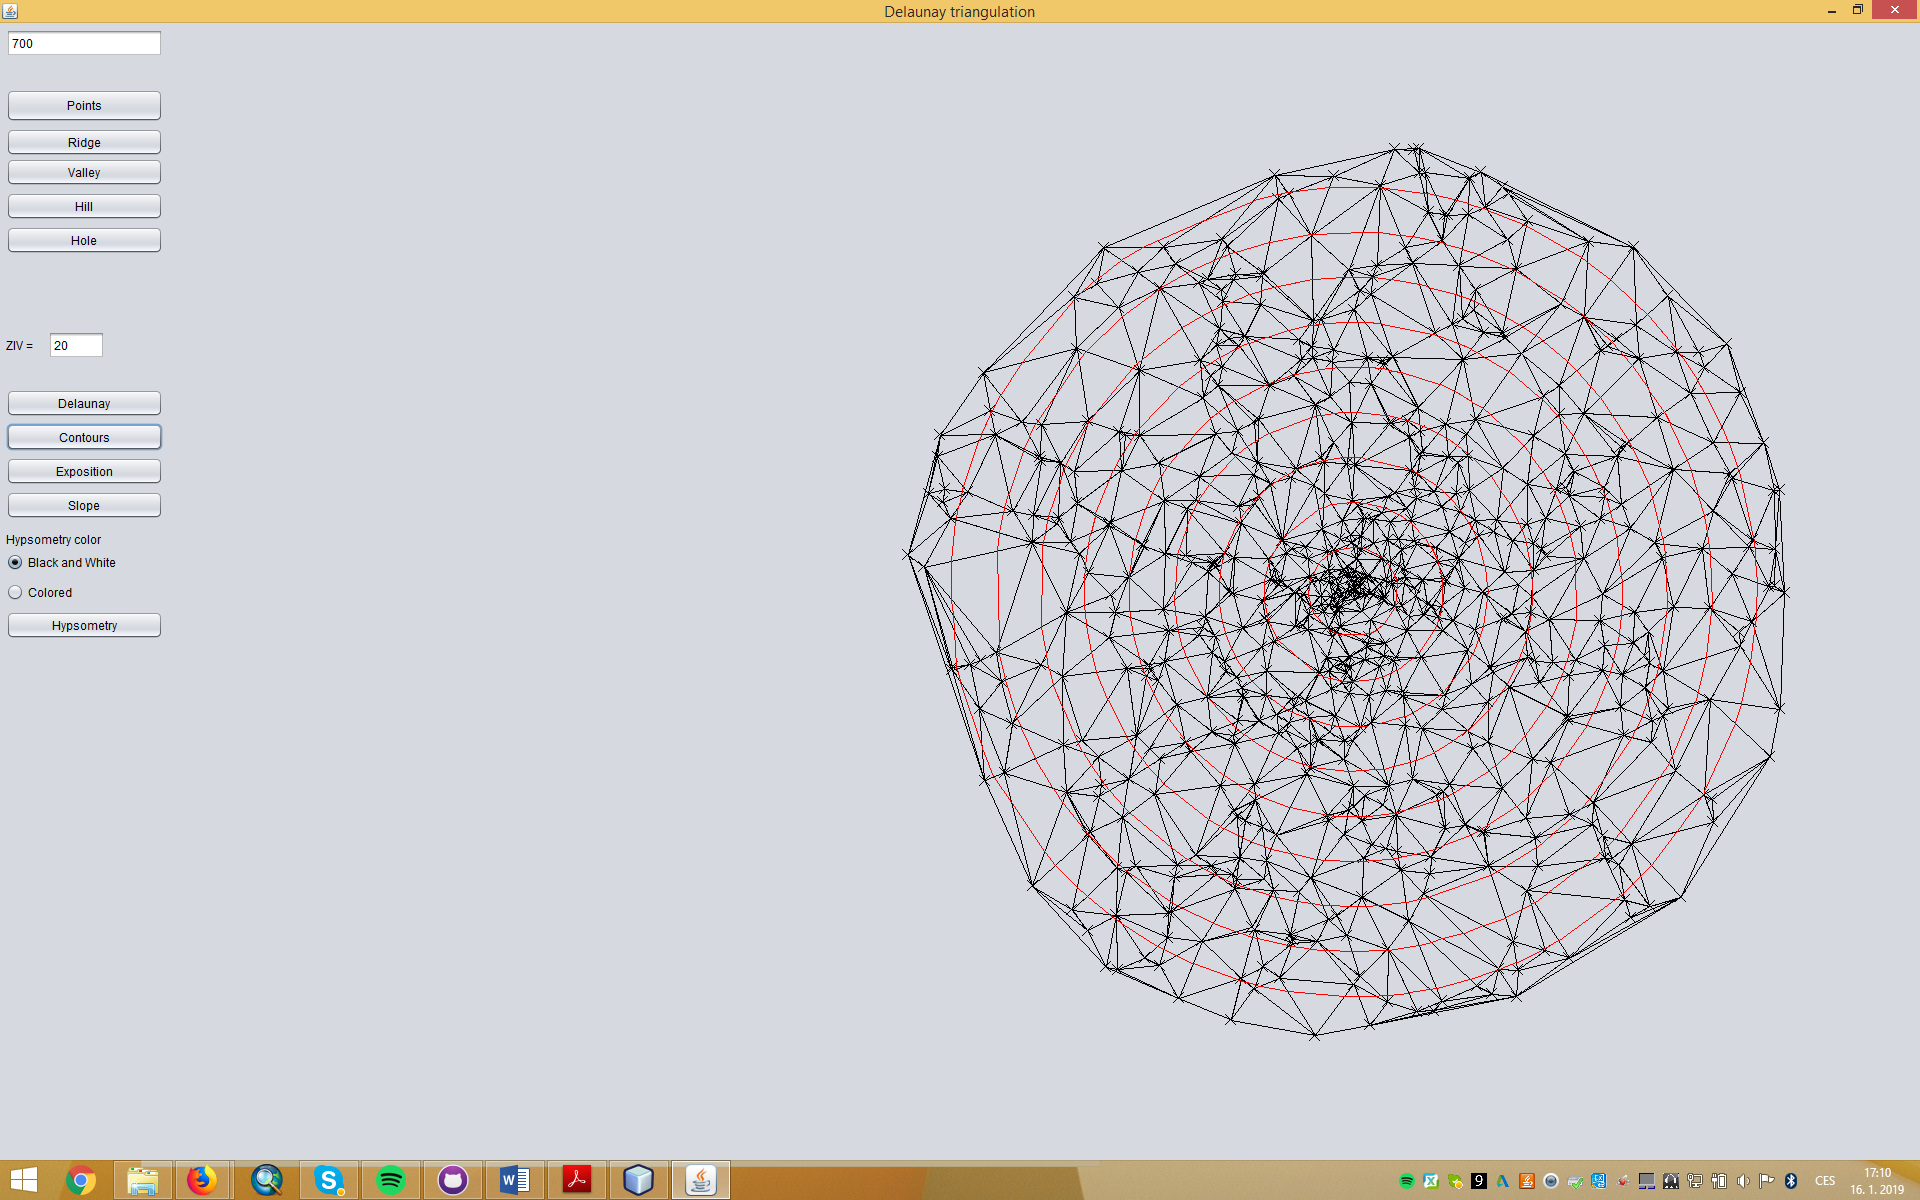 Delaunay triangulation
700
Points
Ridge
Valley
Hill
Hole
ZIV = 20
Delaunay
Contours
Exposition
Slope
Hypsometry color
Black and White
Colored
Hypsometry
CES
17:10
16. 1. 2019